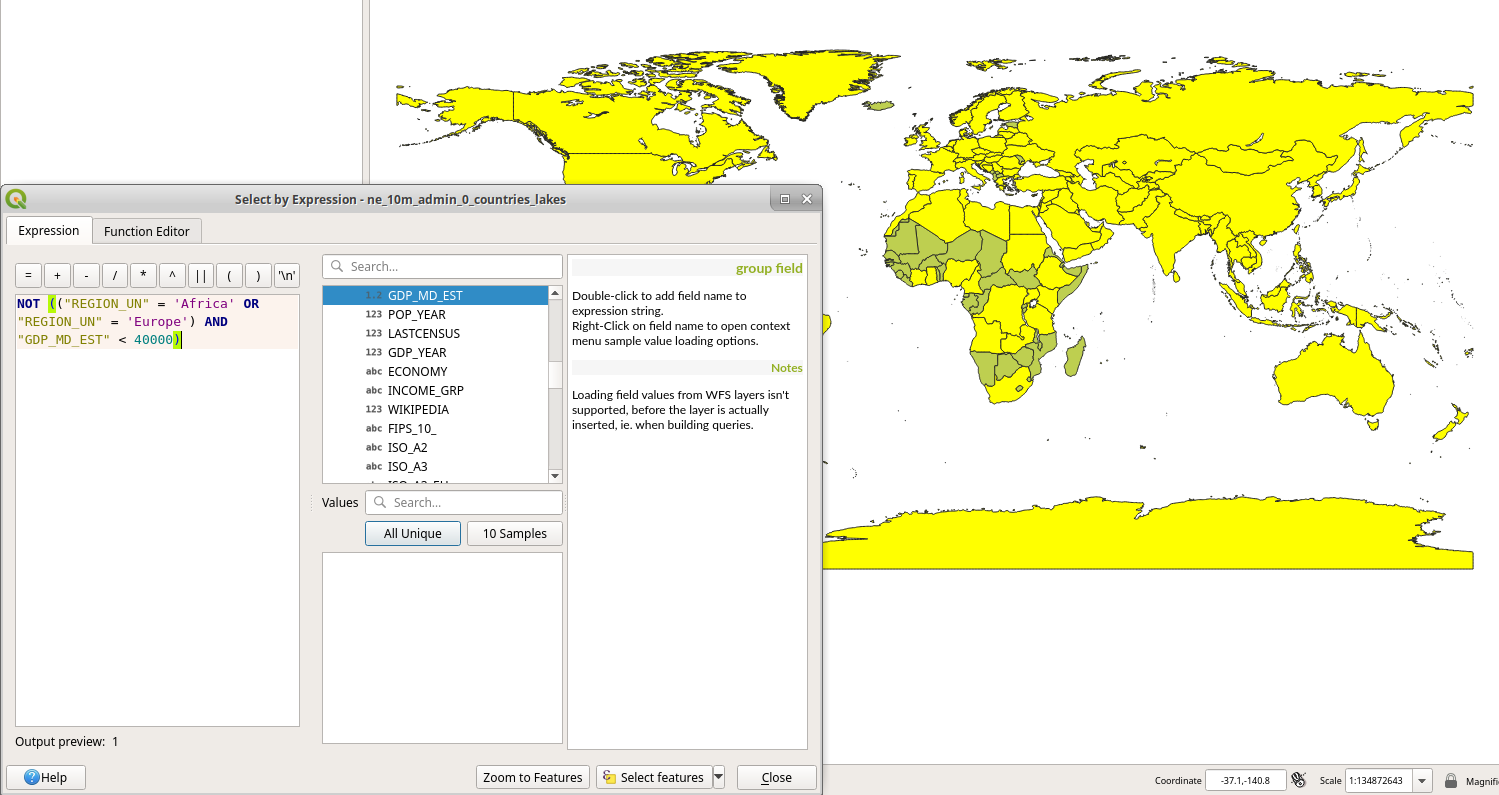 Select by Expression - ne_10m_admin_0_countries_lakes
Expression
Function Editor
= + - / * ^ || ( ) '\n'
NOT (("REGION_UN" = 'Africa' OR
"REGION_UN" = 'Europe') AND
"GDP_MD_EST" < 40000)
Output preview: 1
Search...
1.2 GDP_MD_EST
123 POP_YEAR
123 LASTCENSUS
123 GDP_YEAR
abc ECONOMY
abc INCOME_GRP
123 WIKIPEDIA
abc FIPS_10_
abc ISO_A2
abc ISO_A3
Values
Search...
All Unique
10 Samples
group field
Double-click to add field name to
expression string.
Right-Click on field name to open context
menu sample value loading options.
Notes
Loading field values from WFS layers isn't
supported, before the layer is actually
inserted, ie. when building queries.
Help
Zoom to Features
Select features
Close
Coordinate -37.1,-140.8
Scale 1:134872643
Magnifi